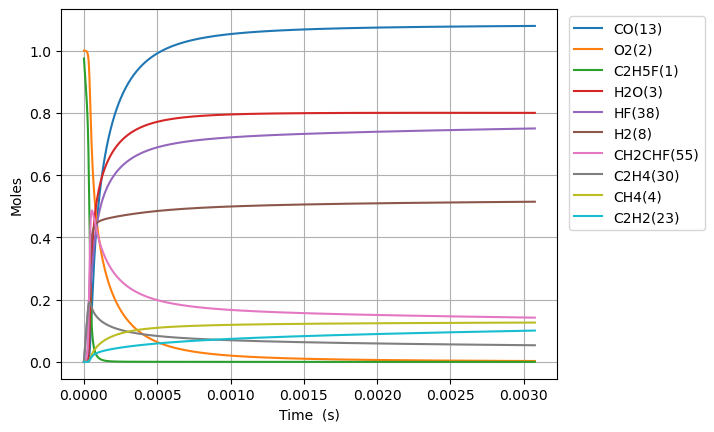 Moles
1.0
0.8
0.6
0.4
0.2
0.0
0.0000 0.0005 0.0010 0.0015 0.0020 0.0025 0.0030
Time (s)
CO(13)
O2(2)
C2H5F(1)
H2O(3)
HF(38)
H2(8)
CH2CHF(55)
C2H4(30)
CH4(4)
C2H2(23)